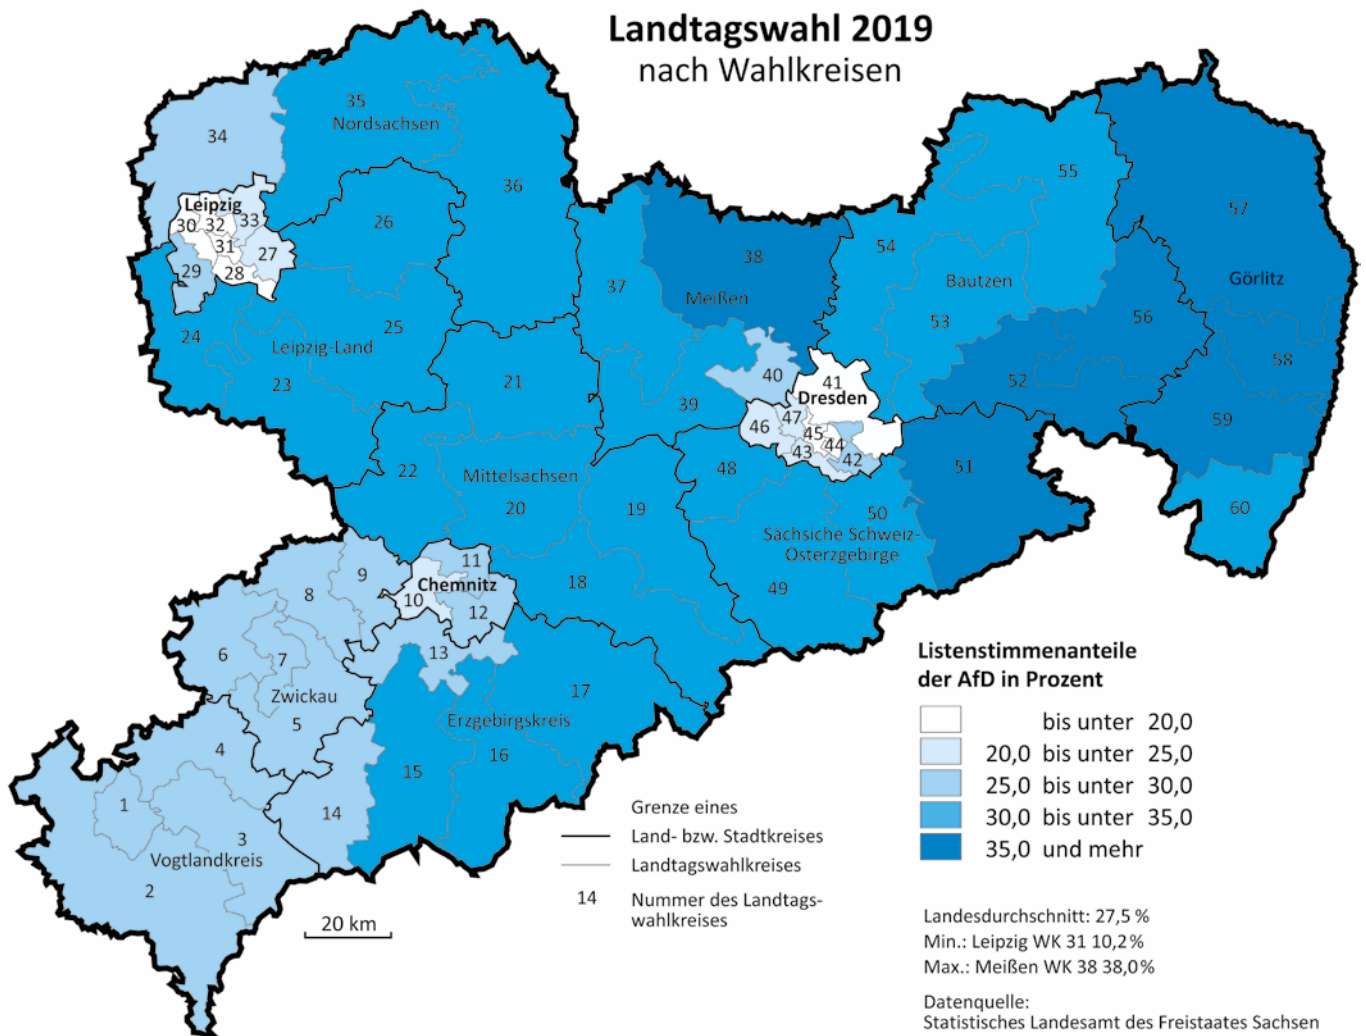 Landtagswahl 2019
nach Wahlkreisen
35
Nordsachsen
34
36
26
Leipzig
30
32
33
31
27
29
28
24
25
Leipzig-Land
23
21
22
Mittelsachsen
20
19
18
37
38
Meißen
39
40
41
Dresden
46
47
45
44
43
42
55
54
Bautzen
53
56
52
57
Görlitz
58
59
60
51
48
50
Sächsiche Schweiz-
Osterzgebirge
49
9
8
11
Chemnitz
10
12
13
6
7
Zwickau
5
4
17
Erzgebirgskreis
16
15
14
1
3
Vogtlandkreis
2
20 km
Grenze eines
Land- bzw. Stadtkreises
Landtagswahlkreises
14 Nummer des Landtags-
wahlkreises
Listenstimmenanteile
der AfD in Prozent
bis unter 20,0
20,0 bis unter 25,0
25,0 bis unter 30,0
30,0 bis unter 35,0
35,0 und mehr
Landesdurchschnitt: 27,5 %
Min.: Leipzig WK 31 10,2%
Max.: Meißen WK 38 38,0%
Datenquelle:
Statistisches Landesamt des Freistaates Sachsen